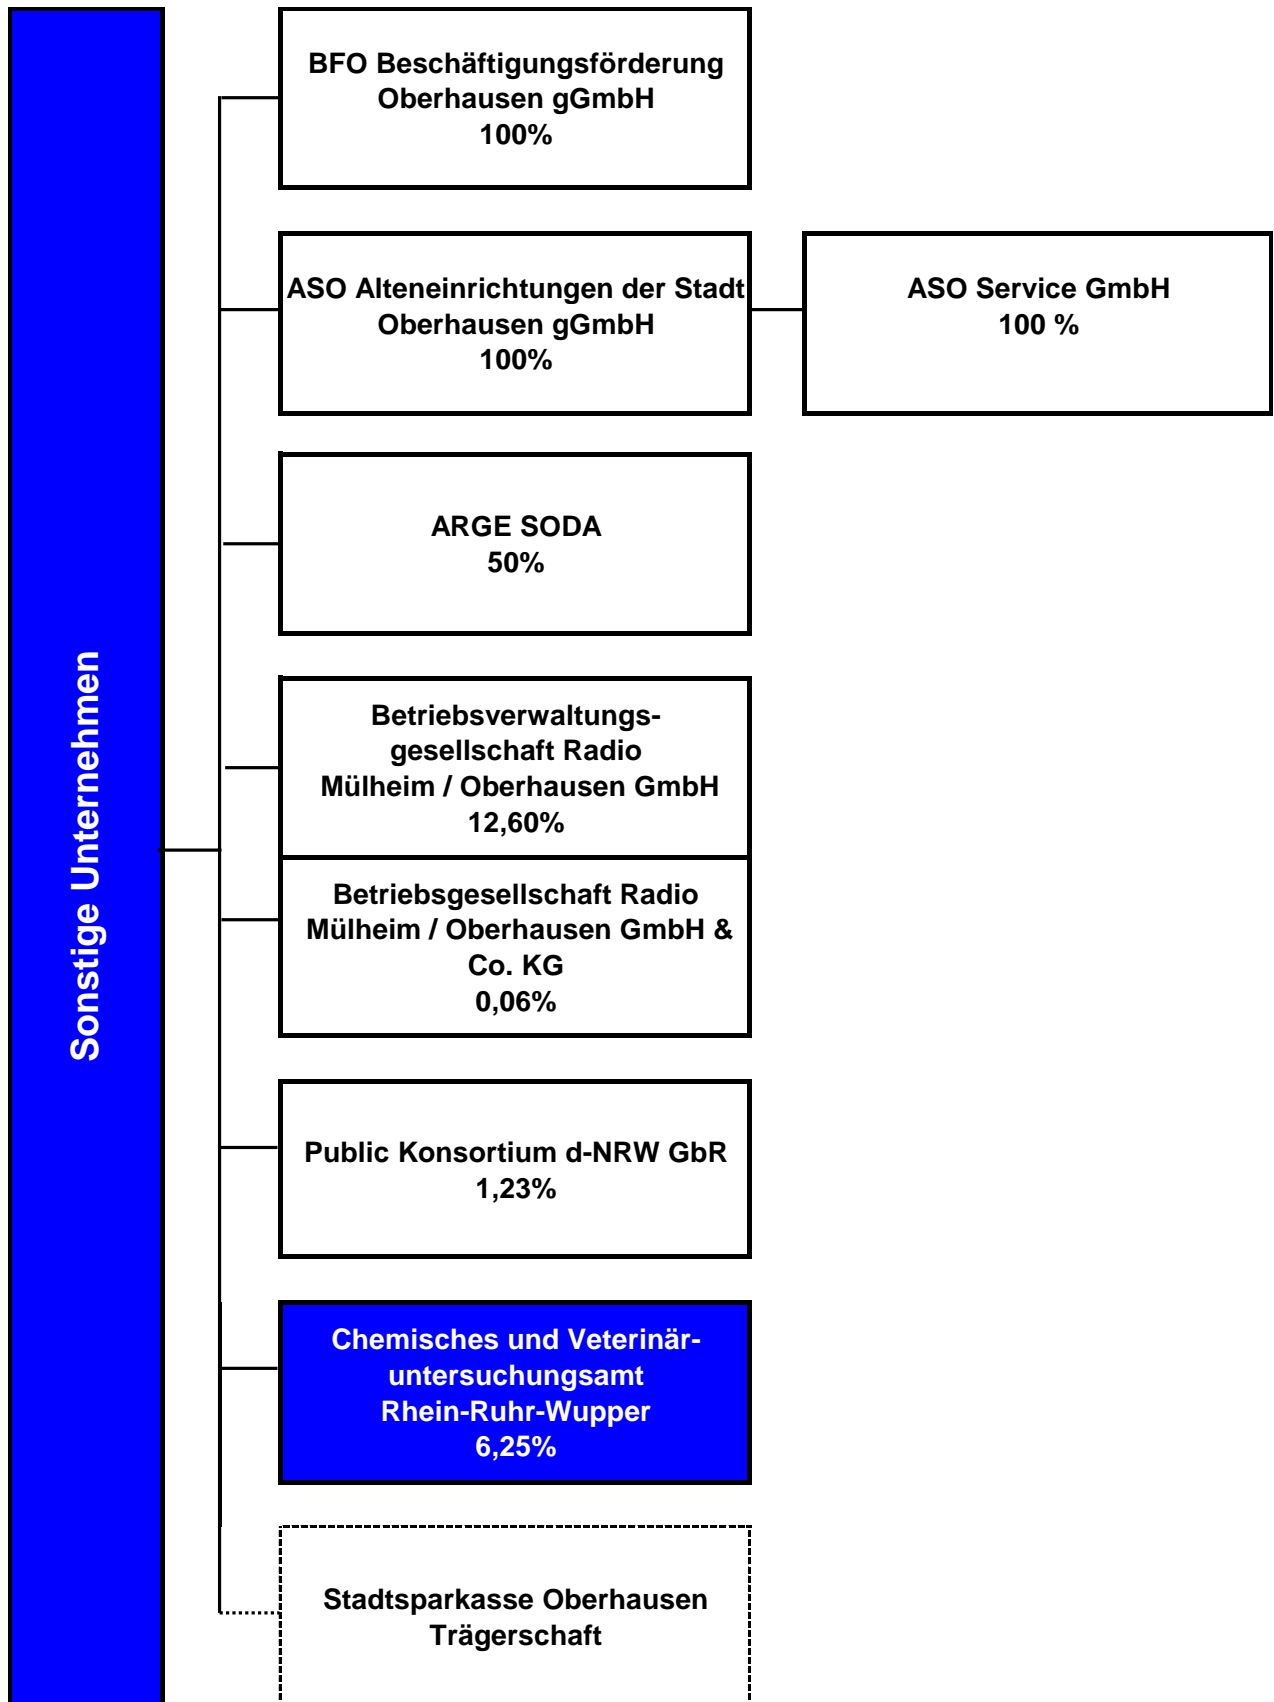 Sonstige Unternehmen
BFO Beschäftigungsförderung
Oberhausen gGmbH
100%
ASO Alteneinrichtungen der Stadt
Oberhausen gGmbH
100%
ASO Service GmbH
100 %
ARGE SODA
50%
Betriebsverwaltungs-
gesellschaft Radio
Mülheim / Oberhausen GmbH
12,60%
Betriebsgesellschaft Radio
Mülheim / Oberhausen GmbH &
Co. KG
0,06%
Public Konsortium d-NRW GbR
1,23%
Chemisches und Veterinär-
untersuchungsamt
Rhein-Ruhr-Wupper
6,25%
Stadtsparkasse Oberhausen
Trägerschaft